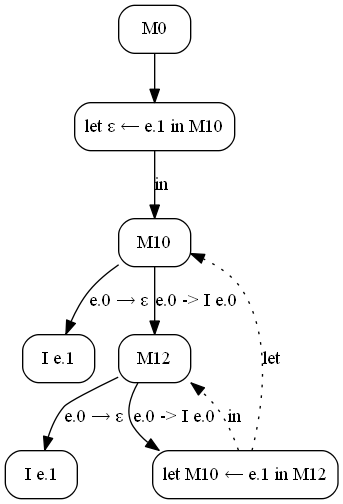 M0
let ε ← e.1 in M10
in
M10
e.0 → ε e.0 -> I e.0
I e.1
M12
let
e.0 → ε e.0 -> I e.0 in
I e.1
let M10 ← e.1 in M12